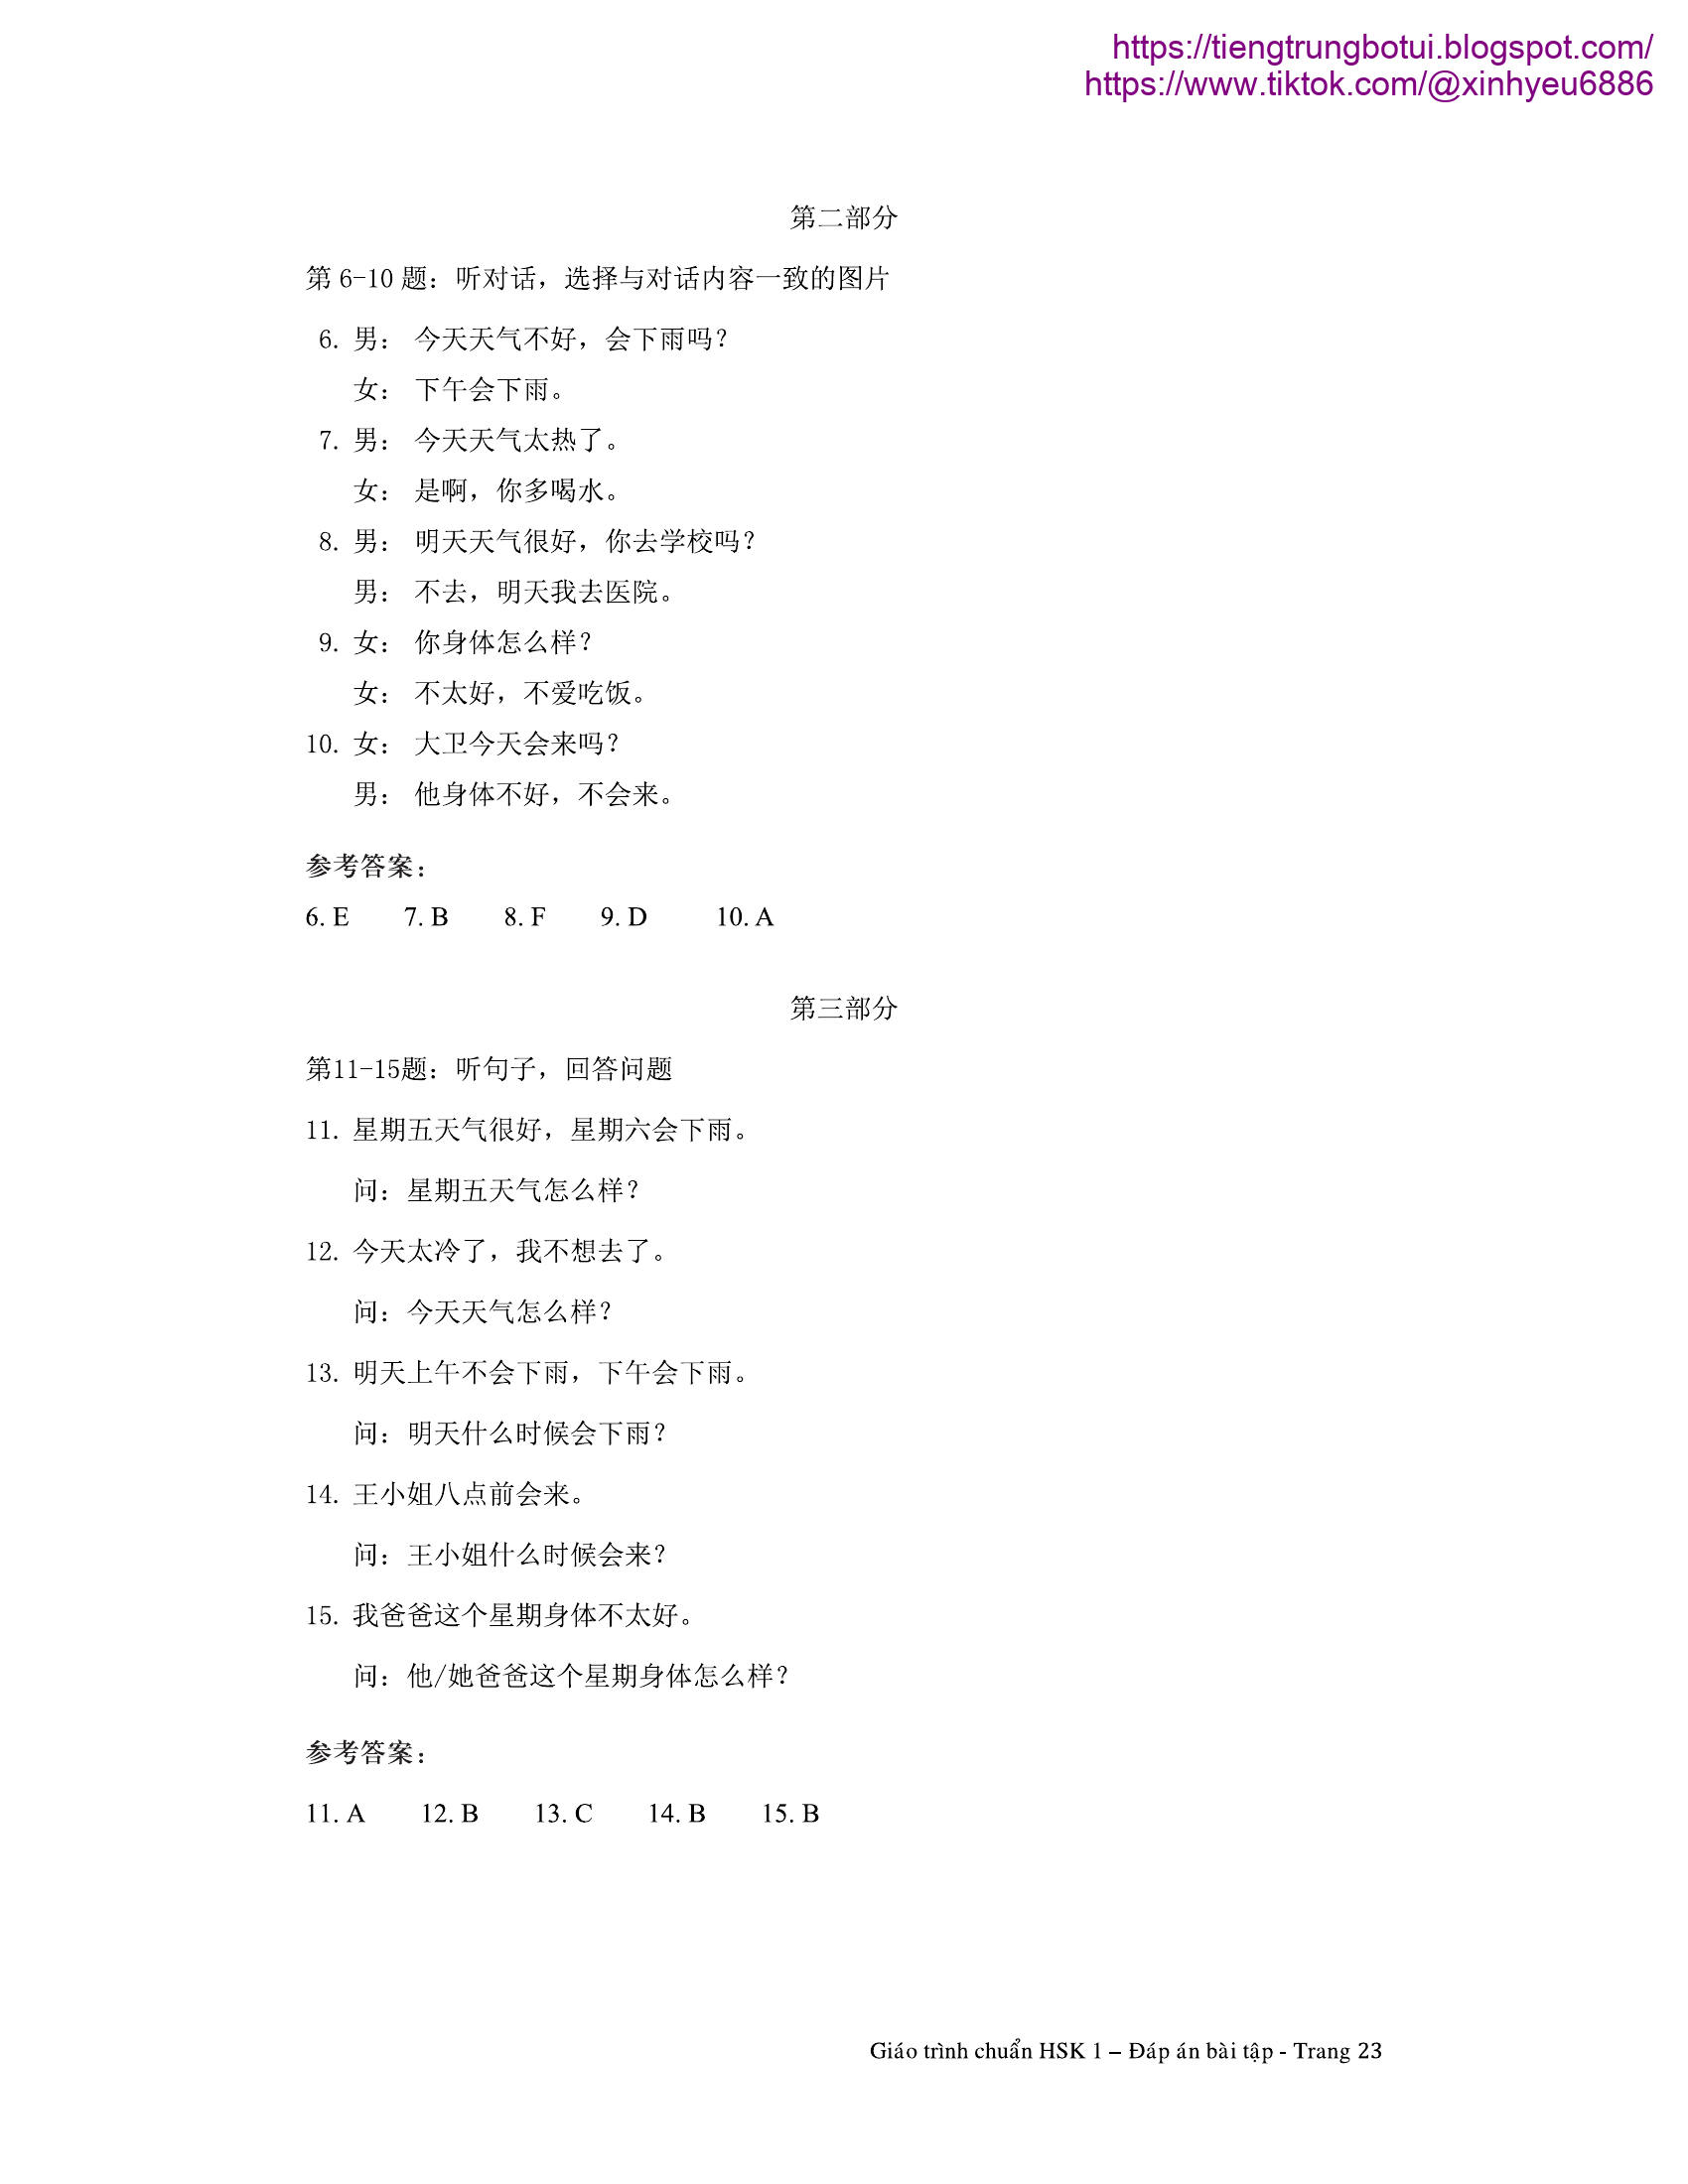 https://tiengtrungbotui.blogspot.com/
https://www.tiktok.com/@xinhyeu6886
第二部分
第 6-10 题：听对话，选择与对话内容一致的图片
6. 男： 今天天气不好，会下雨吗？
女： 下午会下雨。
7. 男： 今天天气太热了。
女： 是啊，你多喝水。
8. 男： 明天天气很好，你去学校吗？
男： 不去，明天我去医院。
9. 女： 你身体怎么样？
女： 不太好，不爱吃饭。
10. 女： 大卫今天会来吗？
男： 他身体不好，不会来。
参考答案：
6. E 7. B 8. F 9. D 10. A
第三部分
第11-15题：听句子，回答问题
11. 星期五天气很好，星期六会下雨。
问：星期五天气怎么样？
12. 今天太冷了，我不想去了。
问：今天天气怎么样？
13. 明天上午不会下雨，下午会下雨。
问：明天什么时候会下雨？
14. 王小姐八点前会来。
问：王小姐什么时候会来？
15. 我爸爸这个星期身体不太好。
问：他/她爸爸这个星期身体怎么样？
参考答案：
11. A 12. B 13. C 14. B 15. B
Giáo trình chuẩn HSK 1 – Đáp án bài tập - Trang 23